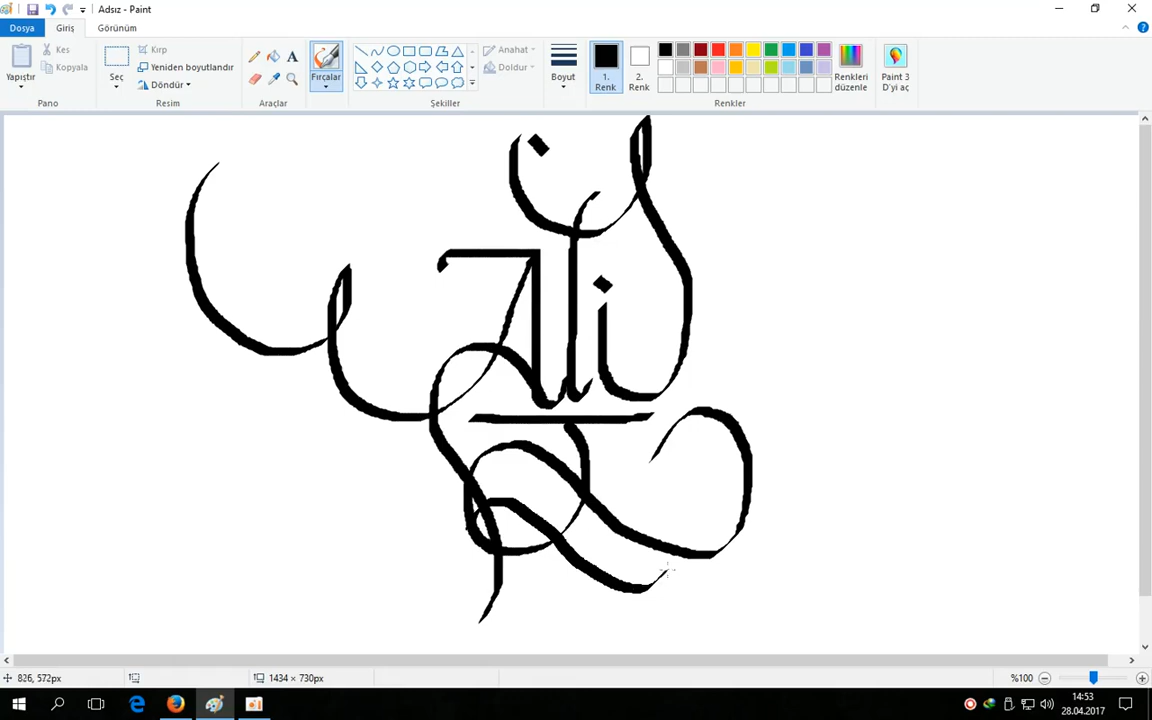 Adsız - Paint
Dosya Giriş Görünüm
Yapıştır
Kes
Kopyala
Pano
Seç
Kırp
Yeniden boyutlandır
Döndür
Resim
A
Araçlar
Fırçalar
Anahat
Doldur
Şekiller
Boyut
1. Renk
2. Renk
Renkler
Renkleri düzenle
Paint 3 D'yi aç
Ali
826, 572px
1434 × 730px
%100
14:53
28.04.2017